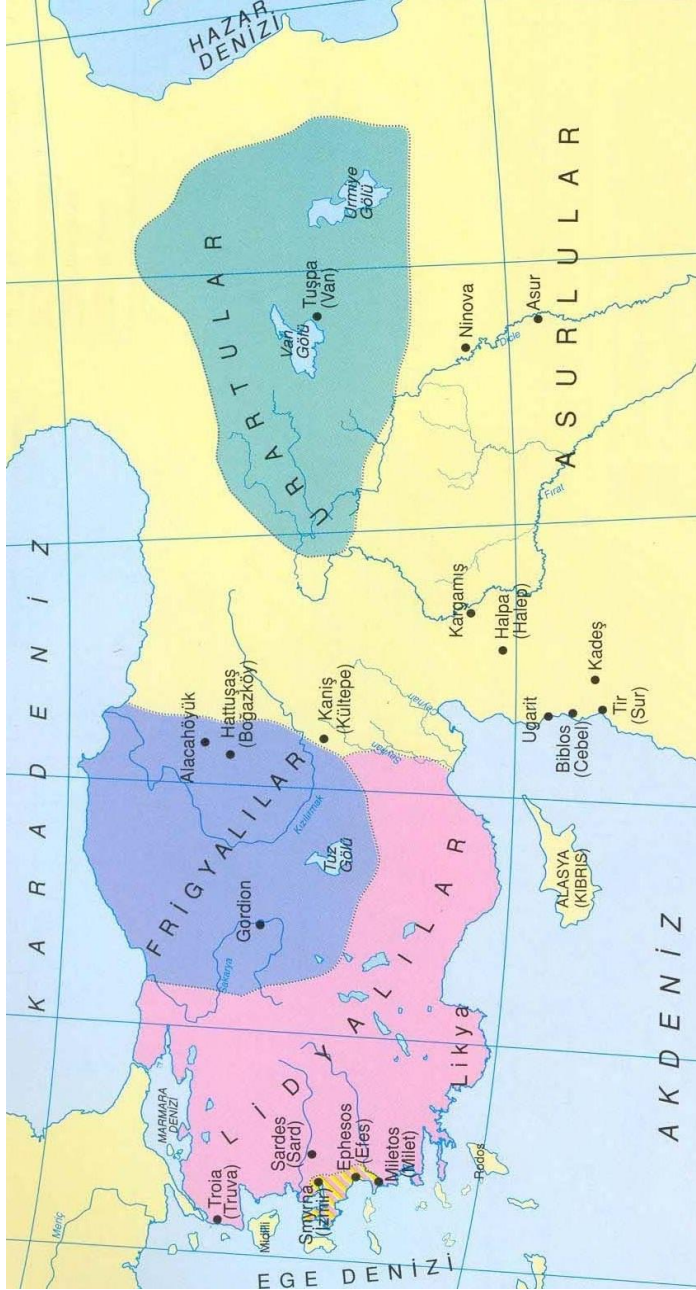 KARADENİZ
HAZAR
DENİZİ
MARMARA
DENİZİ
EGE DENİZİ
AKDENİZ
FRİGYALILAR
LİDYALILAR
URARTULAR
ASURLULAR
Likya
Meriç
Troia
(Truva)
Midilli
Sardes
(Sard)
Smyrna
(İzmir)
Ephesos
(Efes)
Miletos
(Milet)
Rodos
Sakarya
Gordion
Kızılırmak
Tuz
Gölü
Alacahöyük
Hattuşaş
(Boğazköy)
Kaniş
(Kültepe)
Seyhan
Ceyhan
ALASYA
(KIBRIS)
Ugarit
Biblos
(Cebel)
Tir
(Sur)
Kadeş
Kargamış
Halpa
(Halep)
Fırat
Van
Gölü
Tuşpa
(Van)
Urmiye
Gölü
Ninova
Dicle
Asur